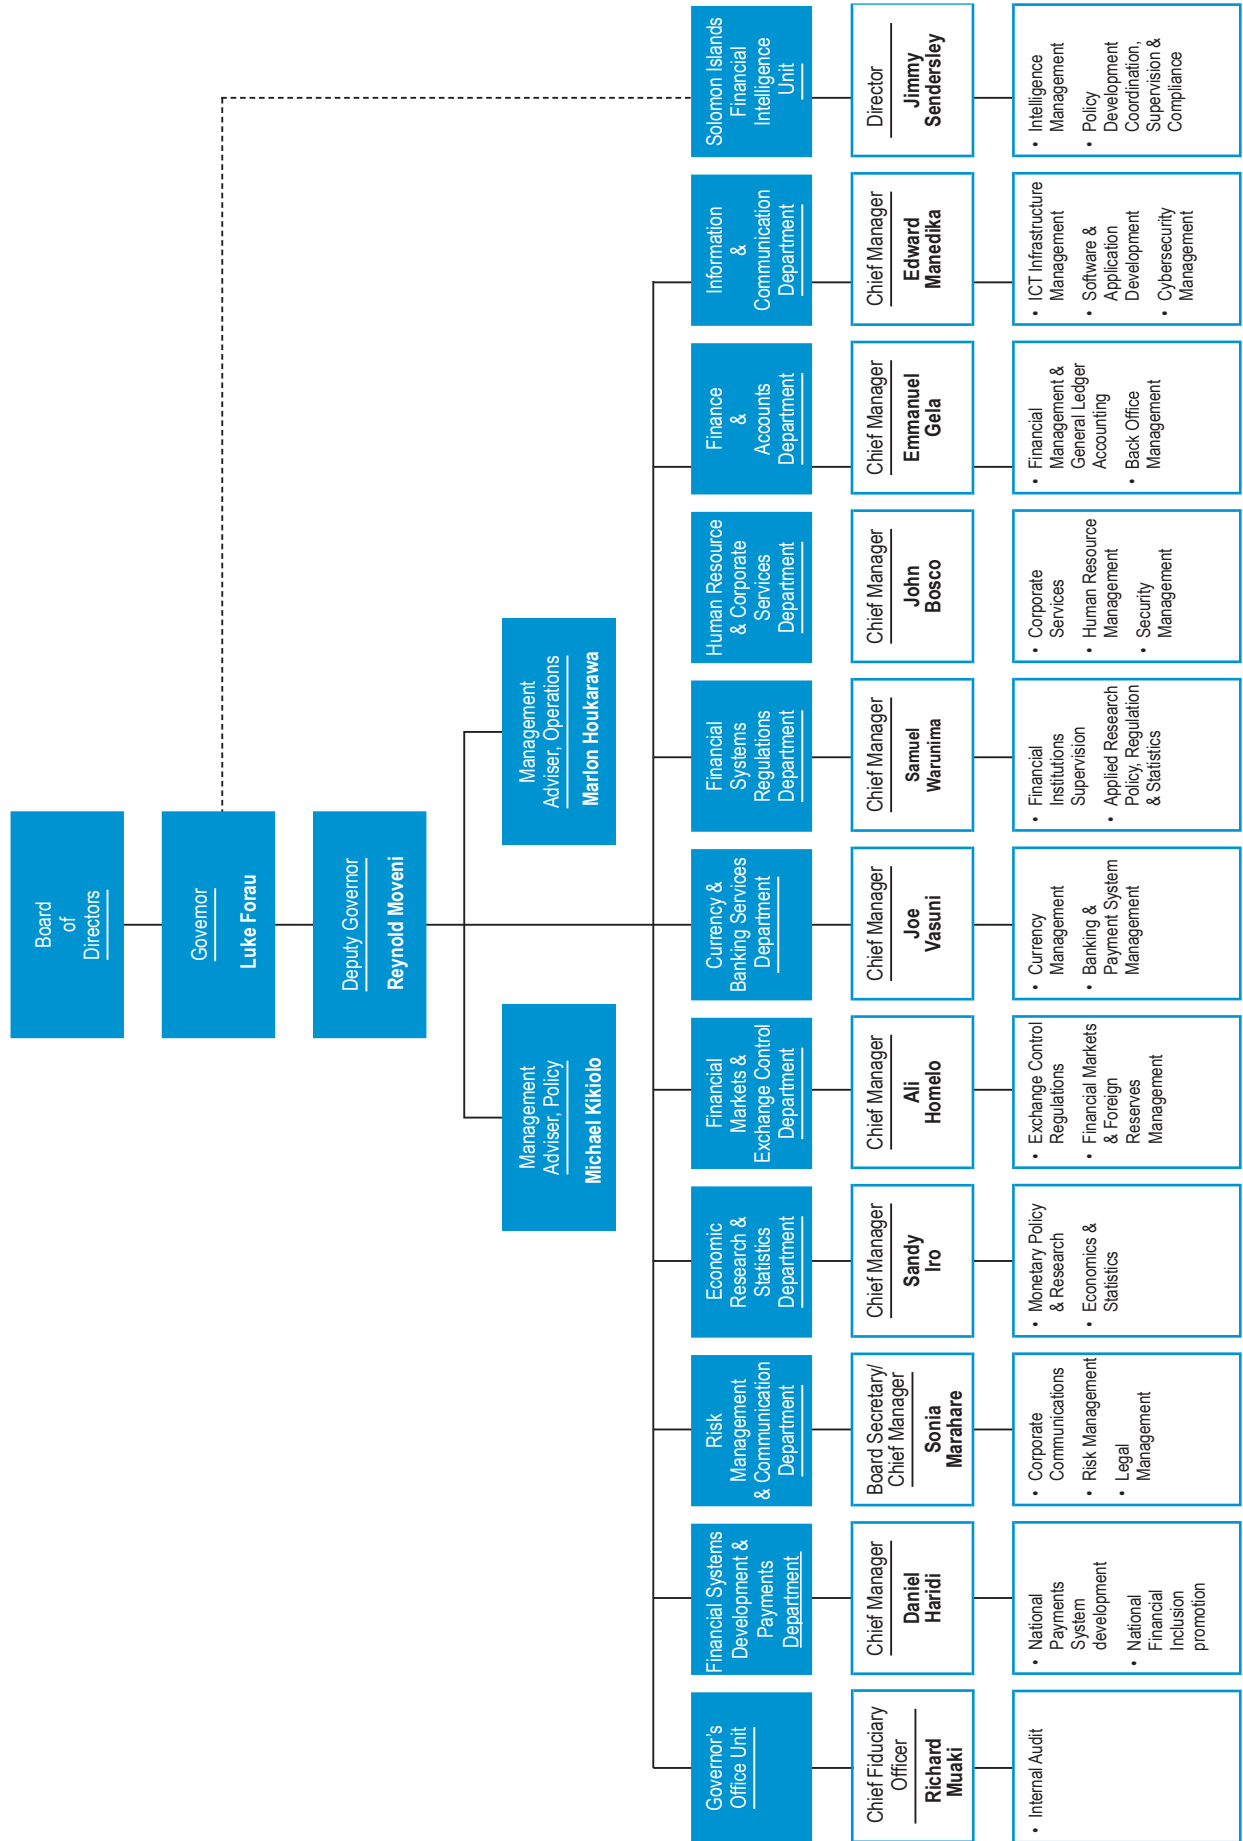 Board
of
Directors
Governor
Luke Forau
Deputy Governor
Reynold Moveni
Management
Adviser, Policy
Michael Kikiolo
Management
Adviser, Operations
Marlon Houkarawa
Governor's
Office Unit
Chief Fiduciary
Officer
Richard
Muaki
• Internal Audit
Financial Systems
Development &
Payments
Department
Chief Manager
Daniel
Haridi
• National
Payments
System
development
• National
Financial
Inclusion
promotion
Risk
Management
& Communication
Department
Board Secretary/
Chief Manager
Sonia
Marahare
• Corporate
Communications
• Risk Management
• Legal
Management
Economic
Research &
Statistics
Department
Chief Manager
Sandy
Iro
• Monetary Policy
& Research
• Economics &
Statistics
Financial
Markets &
Exchange Control
Department
Chief Manager
Ali
Homelo
• Exchange Control
Regulations
• Financial Markets
& Foreign
Reserves
Management
Currency &
Banking Services
Department
Chief Manager
Joe
Vasuni
• Currency
Management
• Banking &
Payment System
Management
Financial
Systems
Regulations
Department
Chief Manager
Samuel
Warunima
• Financial
Institutions
Supervision
• Applied Research
Policy, Regulation
& Statistics
Human Resource
& Corporate
Services
Department
Chief Manager
John
Bosco
• Corporate
Services
• Human Resource
Management
• Security
Management
Finance
&
Accounts
Department
Chief Manager
Emmanuel
Gela
• Financial
Management &
General Ledger
Accounting
• Back Office
Management
Information
&
Communication
Department
Chief Manager
Edward
Manedika
• ICT Infrastructure
Management
• Software &
Application
Development
• Cybersecurity
Management
Solomon Islands
Financial
Intelligence
Unit
Director
Jimmy
Sendersley
• Intelligence
Management
• Policy
Development
Coordination,
Supervision &
Compliance